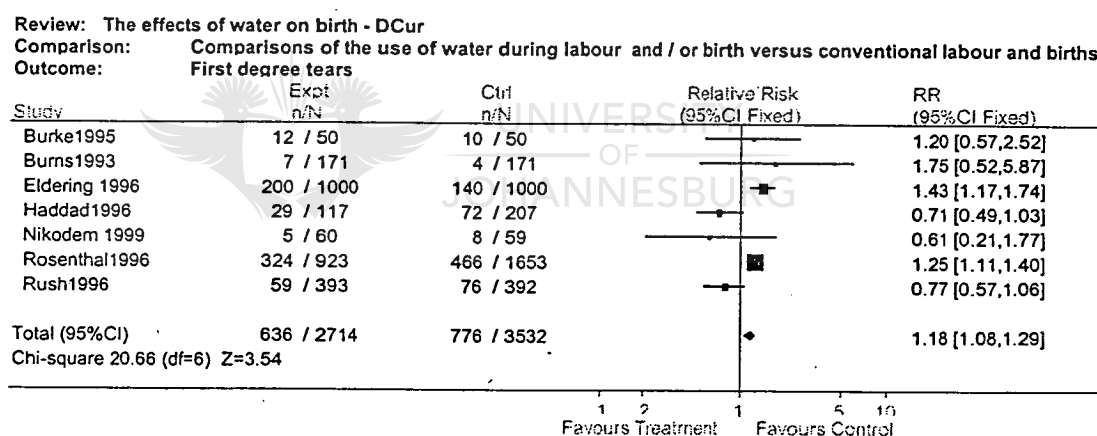 Review: The effects of water on birth - DCur
Comparison: Comparisons of the use of water during labour and / or birth versus conventional labour and births
Outcome: First degree tears
Expt Ctrl Relative Risk RR
Study n/N n/N (95%CI Fixed) (95%CI Fixed)
Burke1995 12 / 50 10 / 50 1.20 [0.57,2.52]
Burns1993 7 / 171 4 / 171 1.75 [0.52,5.87]
Eldering 1996 200 / 1000 140 / 1000 1.43 [1.17,1.74]
Haddad1996 29 / 117 72 / 207 0.71 [0.49,1.03]
Nikodem 1999 5 / 60 8 / 59 0.61 [0.21,1.77]
Rosenthal1996 324 / 923 466 / 1653 1.25 [1.11,1.40]
Rush1996 59 / 393 76 / 392 0.77 [0.57,1.06]
Total (95%CI) 636 / 2714 776 / 3532 1.18 [1.08,1.29]
Chi-square 20.66 (df=6) Z=3.54
1 2 1 5 10
Favours Treatment Favours Control
UNIVERSITY
OF
JOHANNESBURG